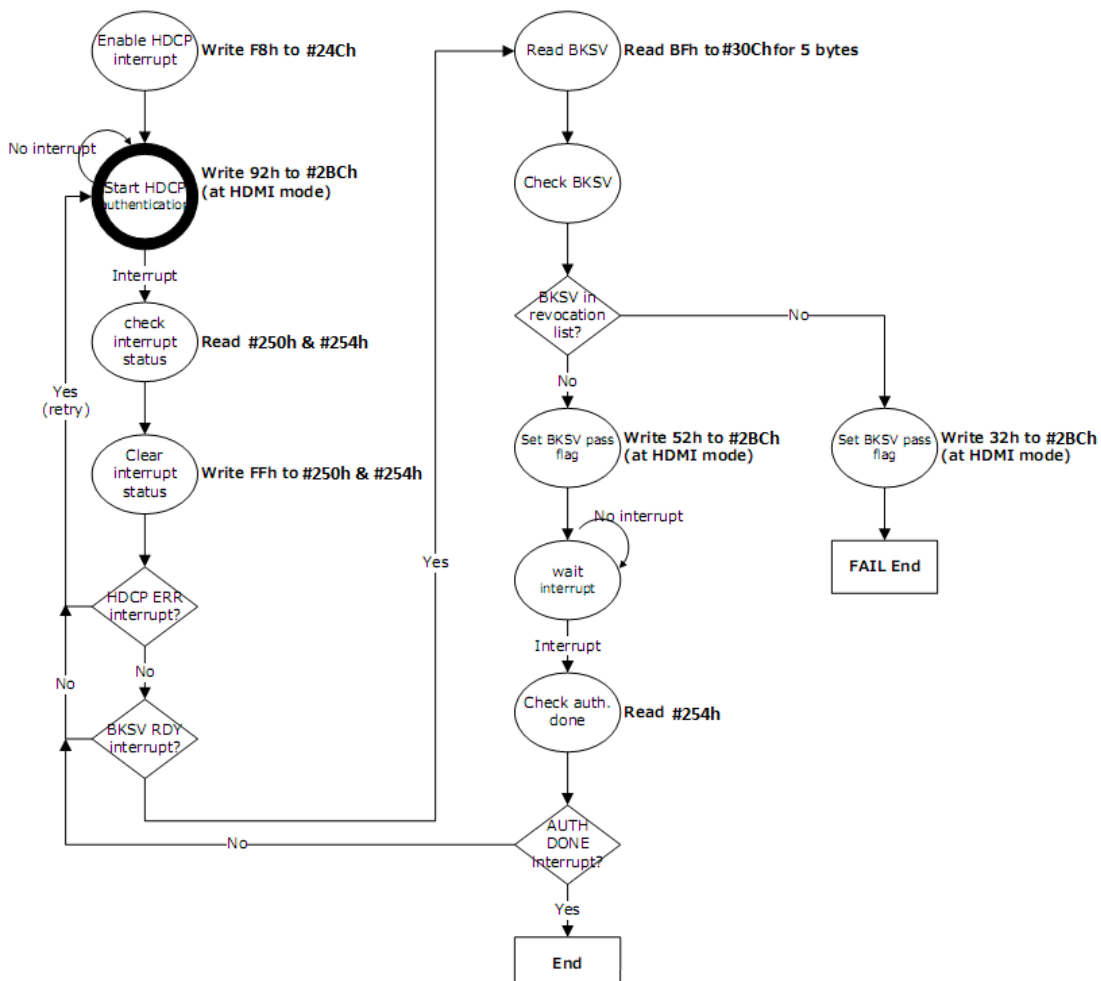 Enable HDCP
interrupt
Write F8h to #24Ch
No interrupt
Start HDCP
authentication
Write 92h to #2BCh
(at HDMI mode)
Interrupt
check
interrupt
status
Read #250h & #254h
Yes
(retry)
Clear
interrupt
status
Write FFh to #250h & #254h
HDCP ERR
interrupt?
No
No
BKSV RDY
interrupt?
Yes
Read BKSV
Read BFh to #30Ch for 5 bytes
Check BKSV
BKSV in
revocation
list?
No
No
Set BKSV pass
flag
Write 52h to #2BCh
(at HDMI mode)
Set BKSV pass
flag
Write 32h to #2BCh
(at HDMI mode)
No interrupt
wait
interrupt
FAIL End
Interrupt
Check auth.
done
Read #254h
AUTH
DONE
interrupt?
No
Yes
End